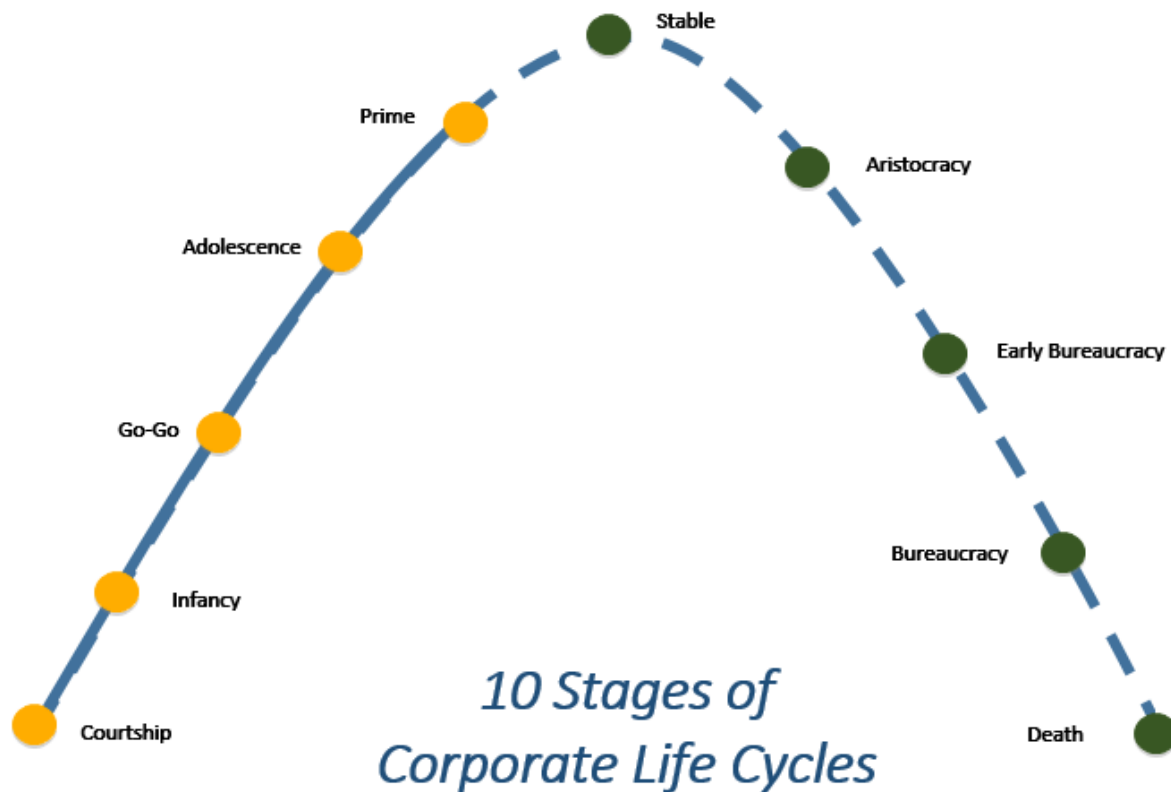 Stable
Prime
Aristocracy
Adolescence
Early Bureaucracy
Go-Go
Bureaucracy
Infancy
10 Stages of
Corporate Life Cycles
Courtship
Death